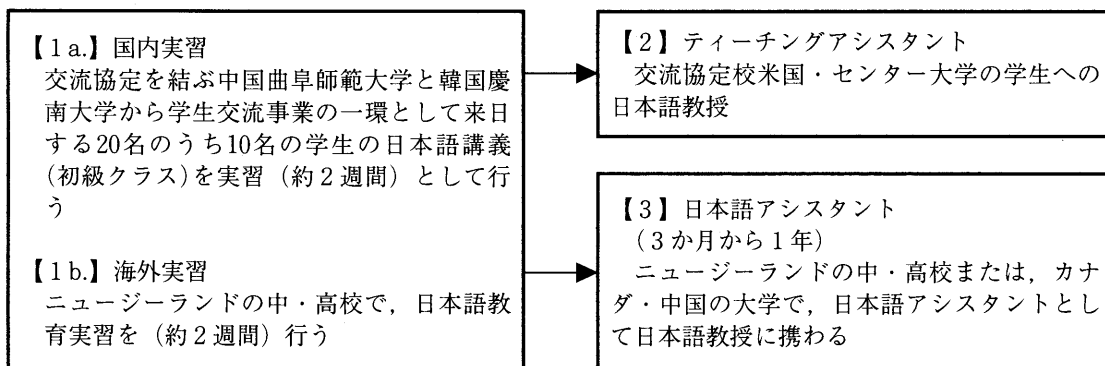 【1a.】国内実習
交流協定を結ぶ中国曲阜師範大学と韓国慶
南大学から学生交流事業の一環として来日
する20名のうち10名の学生の日本語講義
(初級クラス)を実習（約2週間）として行
う
【1b.】海外実習
ニュージーランドの中・高校で，日本語教
育実習を（約2週間）行う
【2】ティーチングアシスタント
交流協定校米国・センター大学の学生への
日本語教授
【3】日本語アシスタント
（3か月から1年）
ニュージーランドの中・高校または，カナ
ダ・中国の大学で，日本語アシスタントとし
て日本語教授に携わる